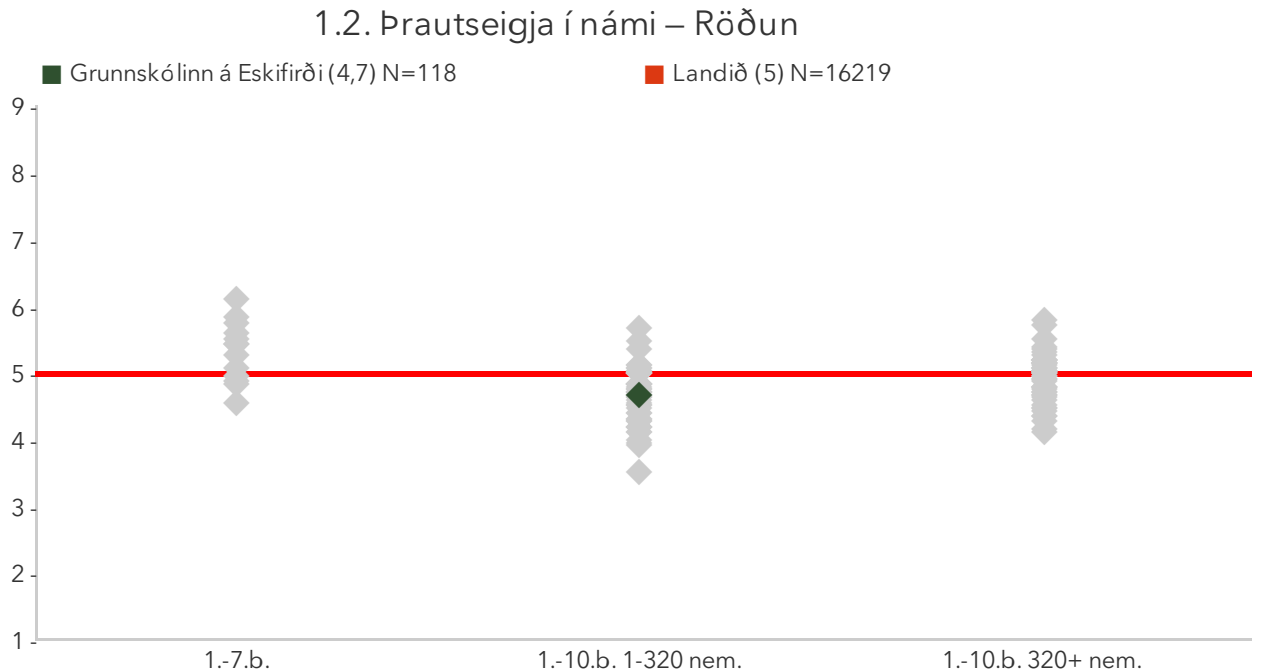 1.2. Þrautseigja í námi – Röðun
Grunnskólinn á Eskifirði (4,7) N=118
Landið (5) N=16219
9
8
7
6
5
4
3
2
1
1.-7.b.
1.-10.b. 1-320 nem.
1.-10.b. 320+ nem.